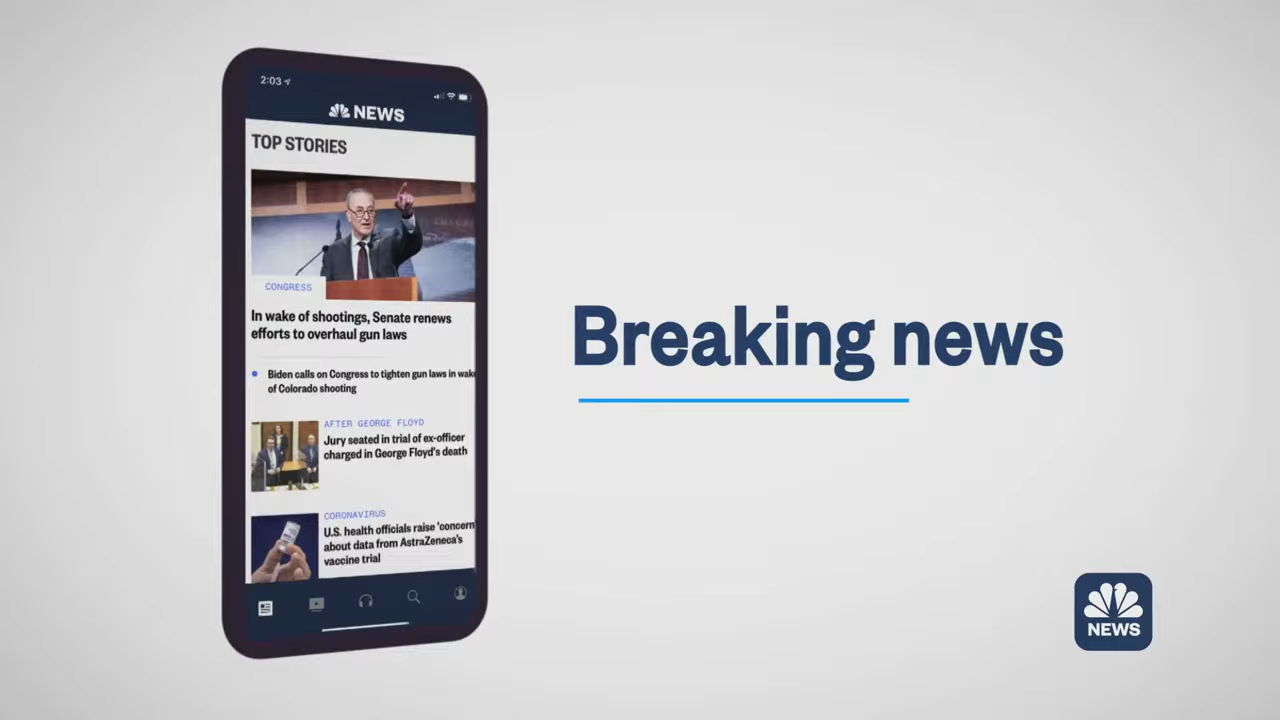 2:03
NEWS
TOP STORIES
CONGRESS
In wake of shootings, Senate renews
efforts to overhaul gun laws
Biden calls on Congress to tighten gun laws in wake
of Colorado shooting
AFTER GEORGE FLOYD
Jury seated in trial of ex-officer
charged in George Floyd's death
CORONAVIRUS
U.S. health officials raise 'concern
about data from AstraZeneca's
vaccine trial
Breaking news
NEWS